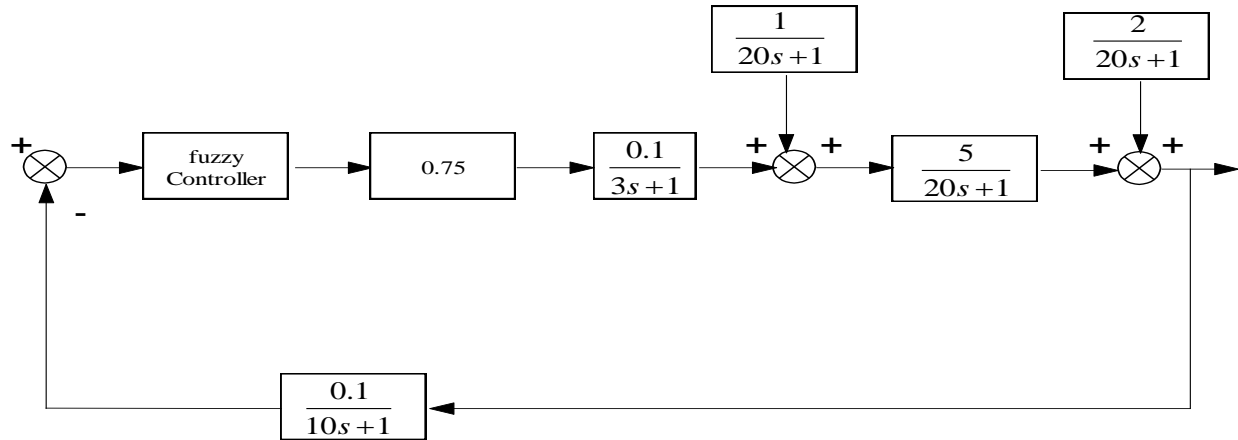 1
20s+1
2
20s+1
+
fuzzy
Controller
0.75
0.1
3s+1
+ +
5
20s+1
+ +
-
0.1
10s+1